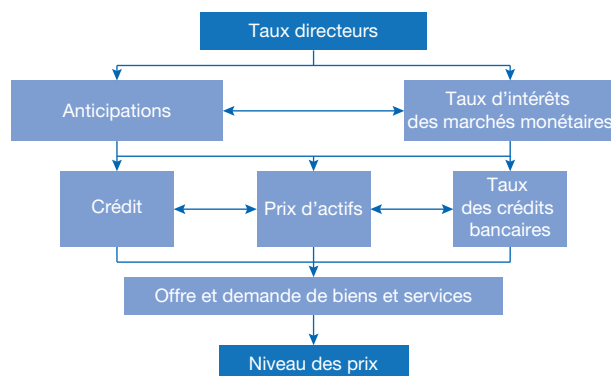 Taux directeurs
Anticipations
Taux d'intérêts
des marchés monétaires
Crédit
Prix d'actifs
Taux
des crédits
bancaires
Offre et demande de biens et services
Niveau des prix